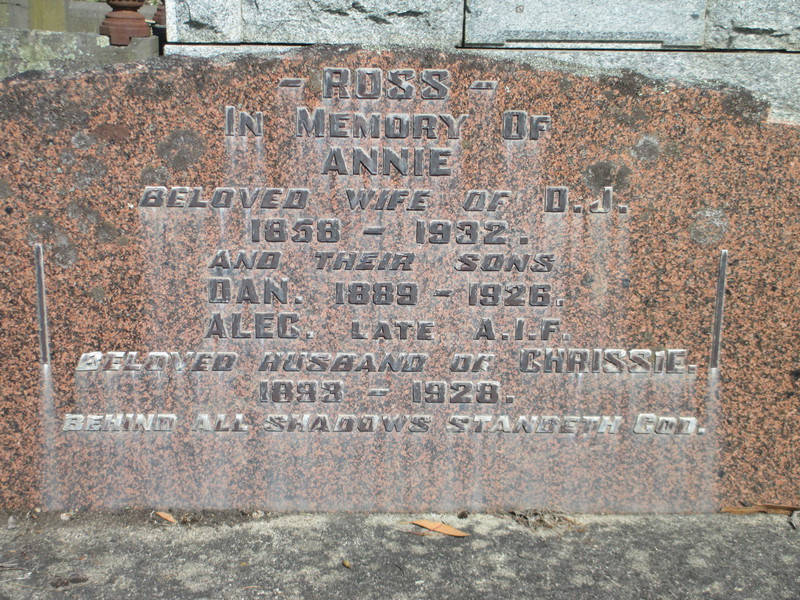 - ROSS -
IN MEMORY OF
ANNIE
BELOVED WIFE OF D.J.
1858 - 1932.
AND THEIR SONS
DAN. 1889 - 1926.
ALEC. LATE A.I.F.
BELOVED HUSBAND OF CHRISSIE.
1893 - 1928.
BEHIND ALL SHADOWS STANDETH GOD.